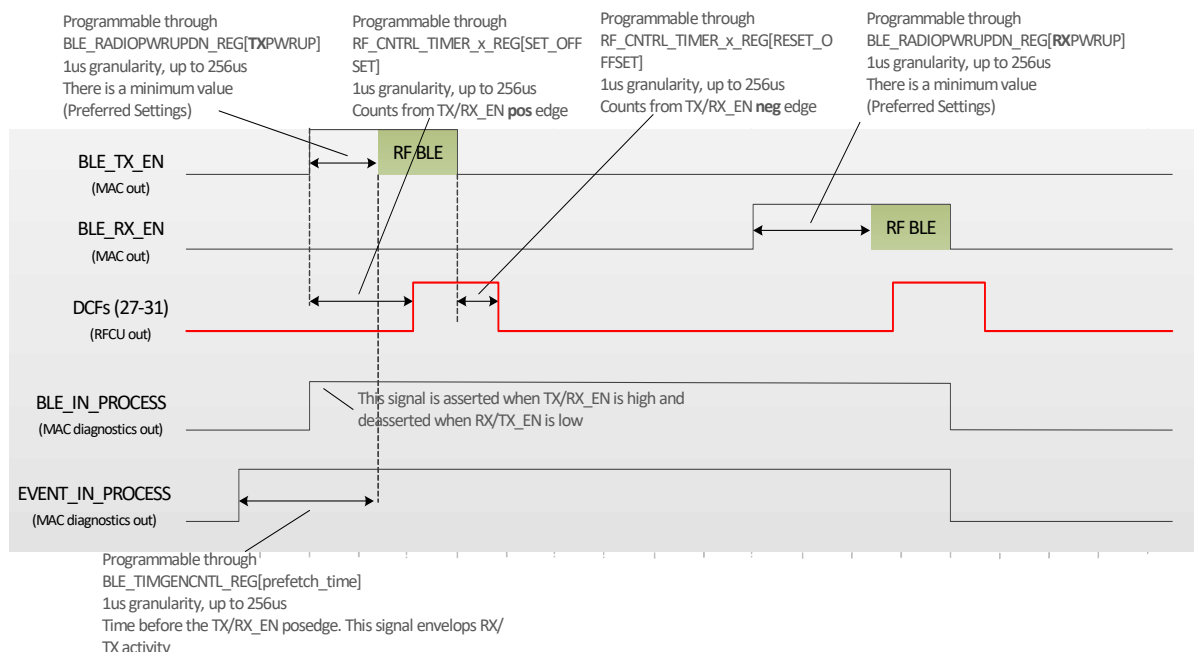 Programmable through
BLE_RADIOPWRUPDN_REG[TXPWRUP]
1us granularity, up to 256us
There is a minimum value
(Preferred Settings)
Programmable through
RF_CNTRL_TIMER_x_REG[SET_OFF
SET]
1us granularity, up to 256us
Counts from TX/RX_EN pos edge
Programmable through
RF_CNTRL_TIMER_x_REG[RESET_O
FFSET]
1us granularity, up to 256us
Counts from TX/RX_EN neg edge
Programmable through
BLE_RADIOPWRUPDN_REG[RXPWRUP]
1us granularity, up to 256us
There is a minimum value
(Preferred Settings)
BLE_TX_EN
(MAC out)
RF BLE
BLE_RX_EN
(MAC out)
RF BLE
DCFs (27-31)
(RFCU out)
BLE_IN_PROCESS
(MAC diagnostics out)
This signal is asserted when TX/RX_EN is high and
deasserted when RX/TX_EN is low
EVENT_IN_PROCESS
(MAC diagnostics out)
Programmable through
BLE_TIMGENCNTL_REG[prefetch_time]
1us granularity, up to 256us
Time before the TX/RX_EN posedge. This signal envelops RX/
TX activity